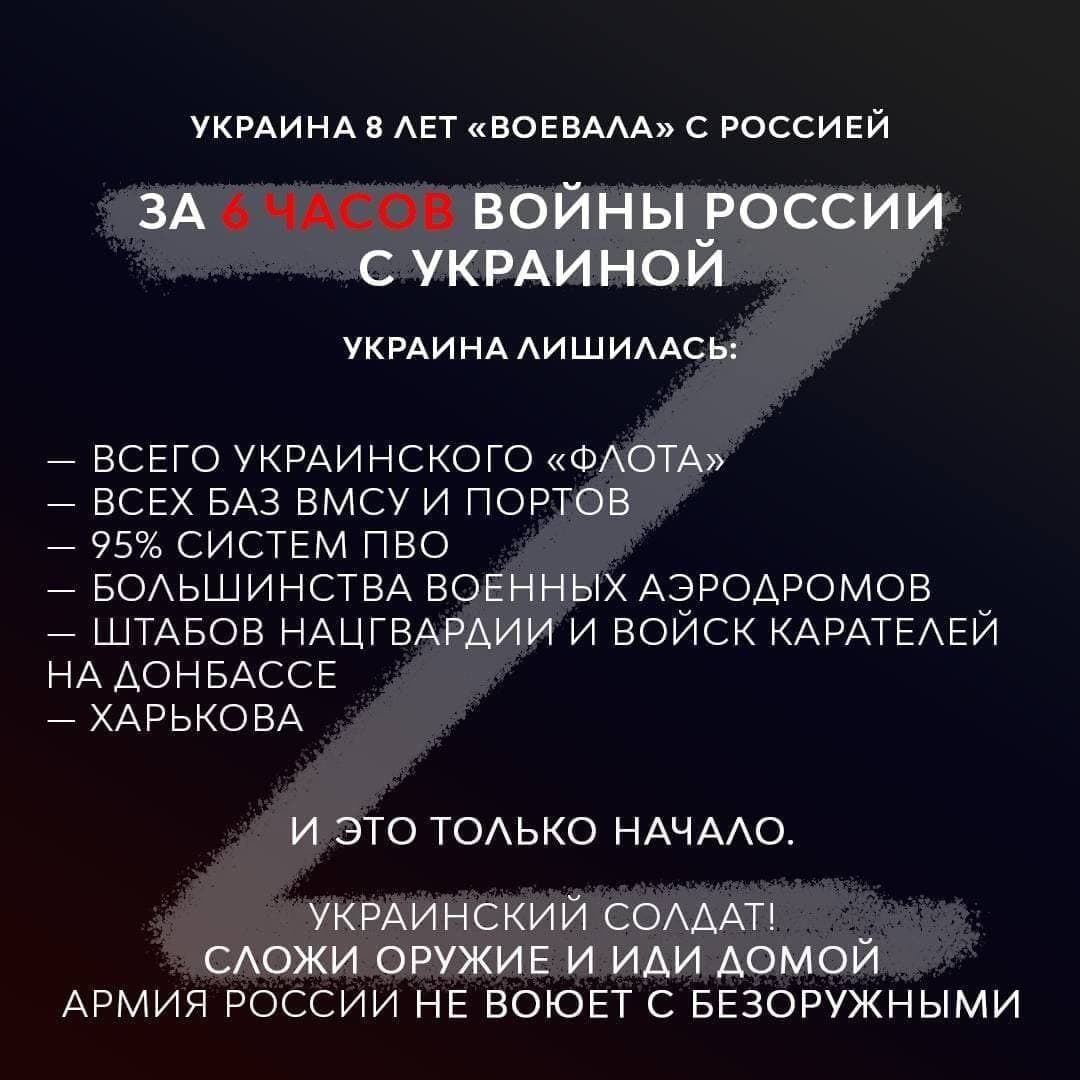 УКРАИНА 8 ЛЕТ «ВОЕВАЛА» С РОССИЕЙ
ЗА 6 ЧАСОВ ВОЙНЫ РОССИИ
С УКРАИНОЙ
УКРАИНА ЛИШИЛАСЬ:
— ВСЕГО УКРАИНСКОГО «ФЛОТА»
— ВСЕХ БАЗ ВМСУ И ПОРТОВ
— 95% СИСТЕМ ПВО
— БОЛЬШИНСТВА ВОЕННЫХ АЭРОДРОМОВ
— ШТАБОВ НАЦГВАРДИИ И ВОЙСК КАРАТЕЛЕЙ
НА ДОНБАССЕ
— ХАРЬКОВА
И ЭТО ТОЛЬКО НАЧАЛО.
УКРАИНСКИЙ СОЛДАТ!
СЛОЖИ ОРУЖИЕ И ИДИ ДОМОЙ
АРМИЯ РОССИИ НЕ ВОЮЕТ С БЕЗОРУЖНЫМИ